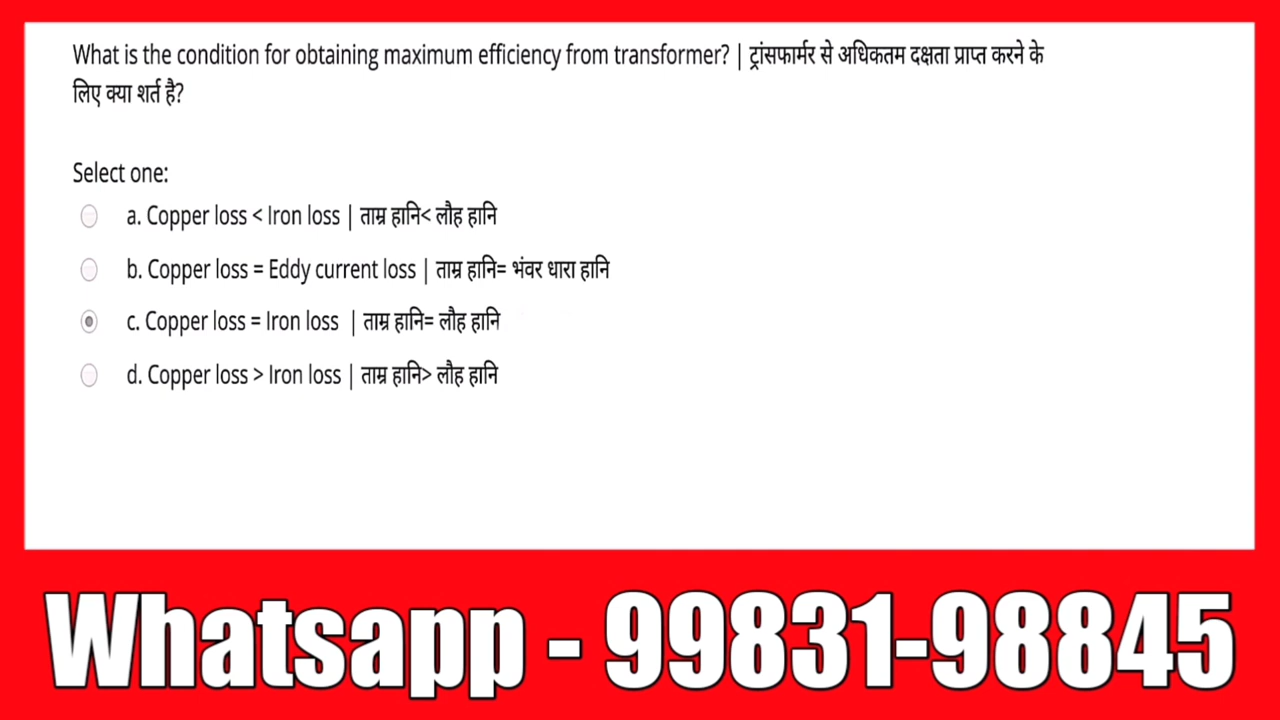 What is the condition for obtaining maximum efficiency from transformer? | ट्रांसफार्मर से अधिकतम दक्षता प्राप्त करने के
लिए क्या शर्त है?
Select one:
a. Copper loss < Iron loss | ताम्र हानि< लौह हानि
b. Copper loss = Eddy current loss | ताम्र हानि= भंवर धारा हानि
c. Copper loss = Iron loss | ताम्र हानि= लौह हानि
d. Copper loss > Iron loss | ताम्र हानि> लौह हानि
Whatsapp - 99831-98845